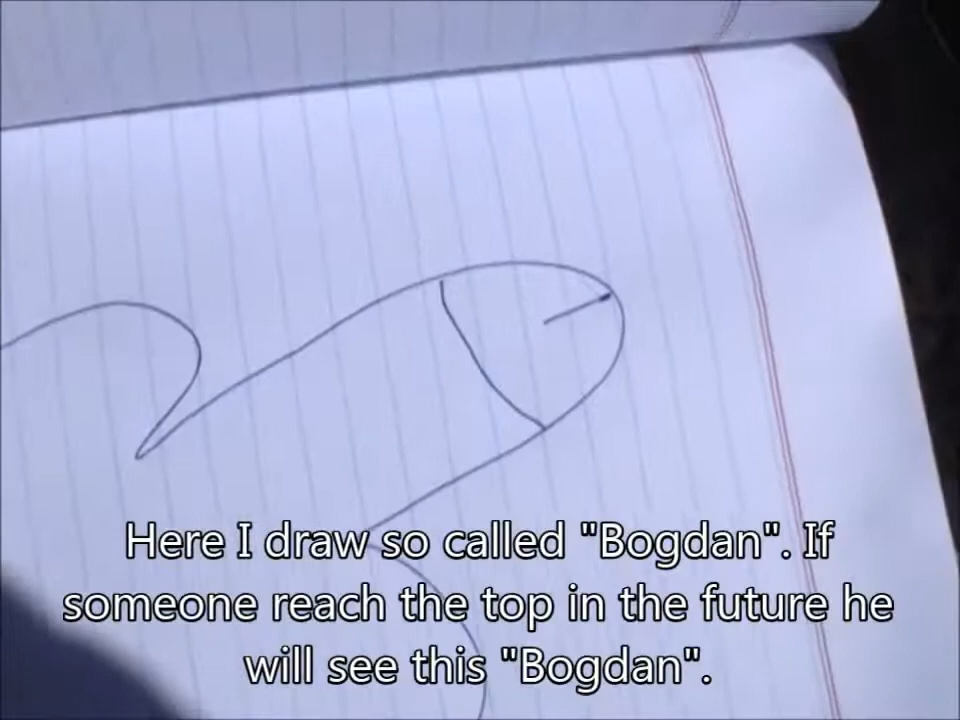 Here I draw so called "Bogdan". If
someone reach the top in the future he
will see this "Bogdan".